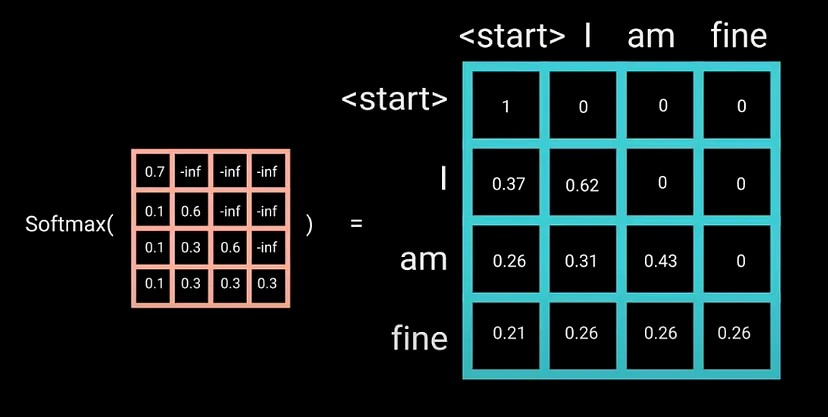 <start> I am fine
<start> 1 0 0 0
I 0.37 0.62 0 0
am 0.26 0.31 0.43 0
fine 0.21 0.26 0.26 0.26
Softmax(
0.7 -inf -inf -inf
0.1 0.6 -inf -inf
0.1 0.3 0.6 -inf
0.1 0.3 0.3 0.3
) =